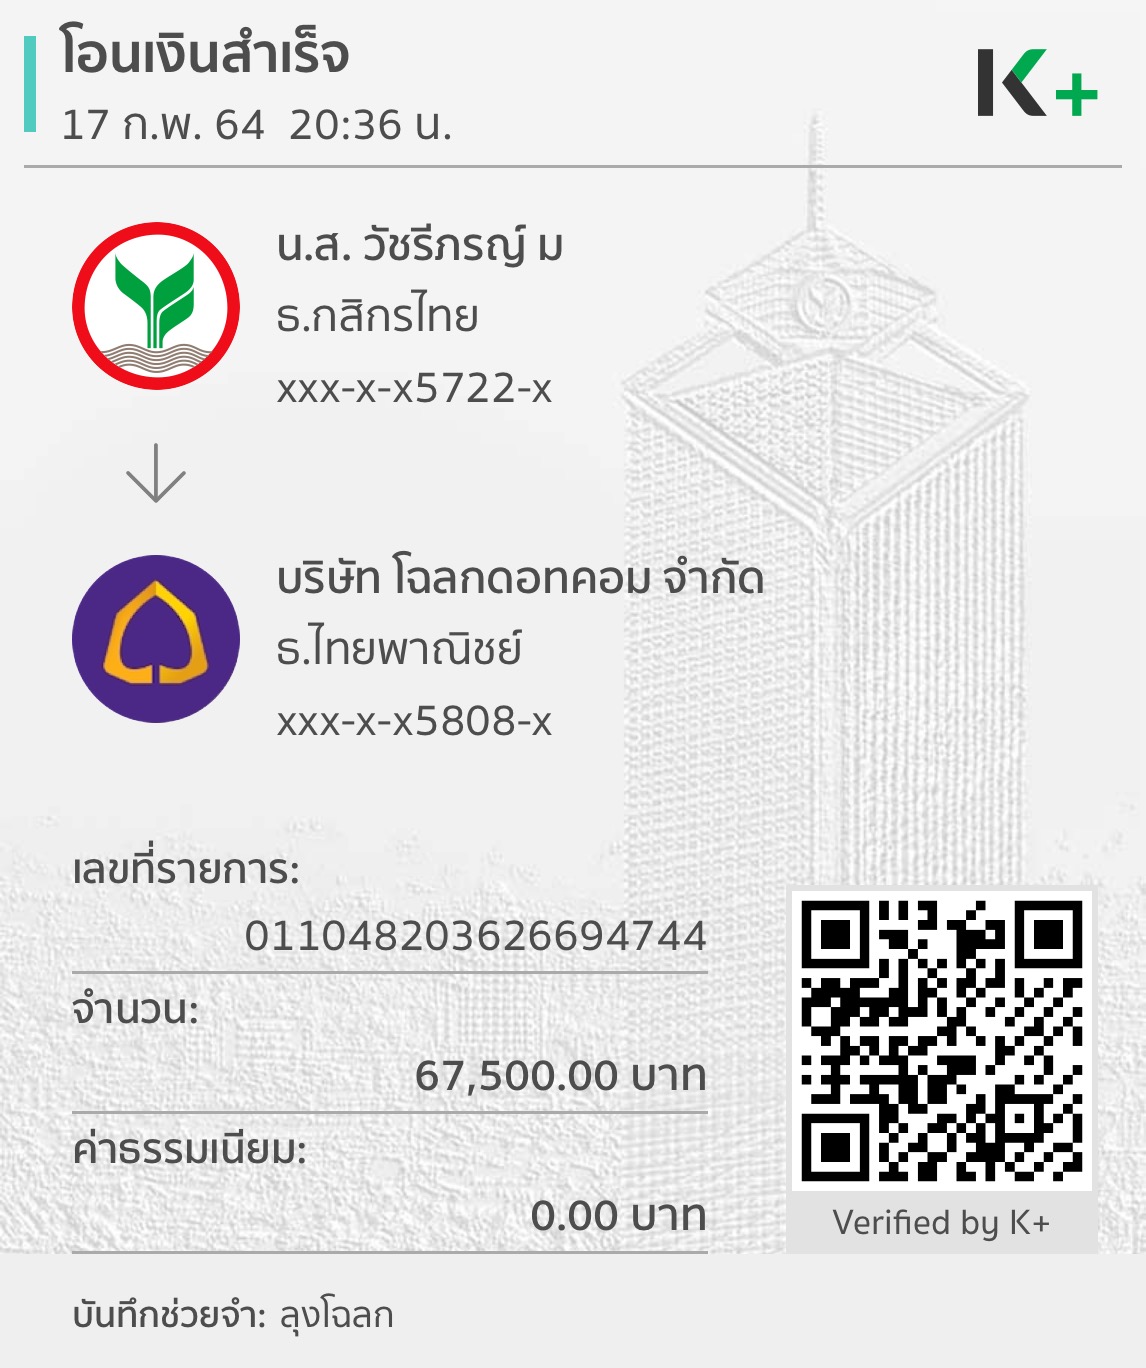 โอนเงินสำเร็จ
17 ก.พ. 64 20:36 น.
K+
น.ส. วัชรีภรญ์ ม
ธ.กสิกรไทย
xxx-x-x5722-x
บริษัท โฉลกดอทคอม จำกัด
ธ.ไทยพาณิชย์
xxx-x-x5808-x
เลขที่รายการ:
011048203626694744
จำนวน:
67,500.00 บาท
ค่าธรรมเนียม:
0.00 บาท
Verified by K+
บันทึกช่วยจำ: ลุงโฉลก